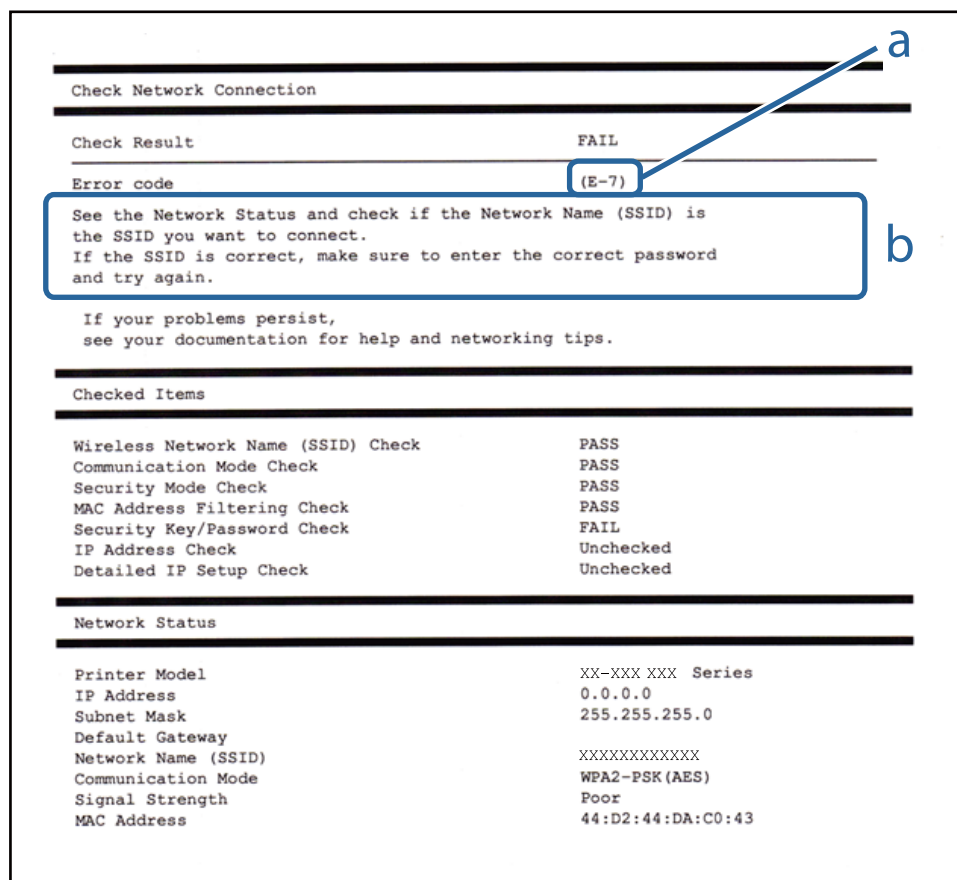 a
Check Network Connection
Check Result FAIL
Error code (E-7)
See the Network Status and check if the Network Name (SSID) is
the SSID you want to connect.
If the SSID is correct, make sure to enter the correct password
and try again.
b
If your problems persist,
see your documentation for help and networking tips.
Checked Items
Wireless Network Name (SSID) Check PASS
Communication Mode Check PASS
Security Mode Check PASS
MAC Address Filtering Check PASS
Security Key/Password Check FAIL
IP Address Check Unchecked
Detailed IP Setup Check Unchecked
Network Status
Printer Model XX-XXX XXX Series
IP Address 0.0.0.0
Subnet Mask 255.255.255.0
Default Gateway
Network Name (SSID) XXXXXXXXXXXX
Communication Mode WPA2-PSK(AES)
Signal Strength Poor
MAC Address 44:D2:44:DA:C0:43